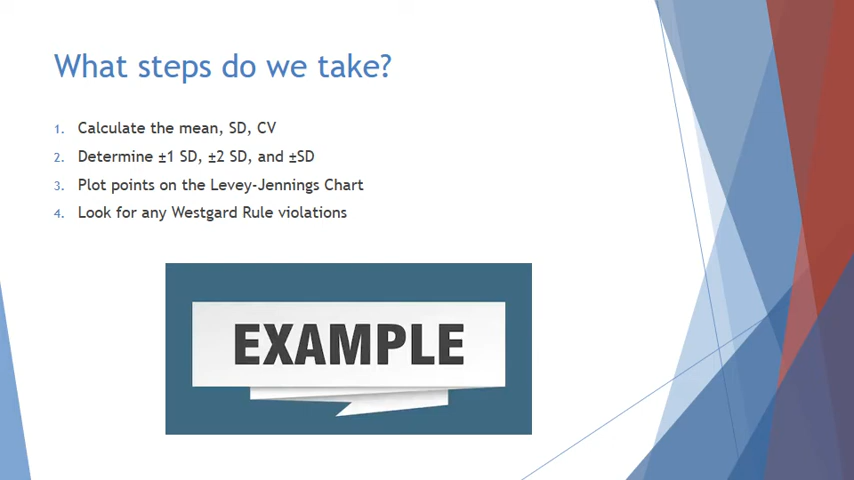 What steps do we take?
1. Calculate the mean, SD, CV
2. Determine ±1 SD, ±2 SD, and ±SD
3. Plot points on the Levey-Jennings Chart
4. Look for any Westgard Rule violations
EXAMPLE